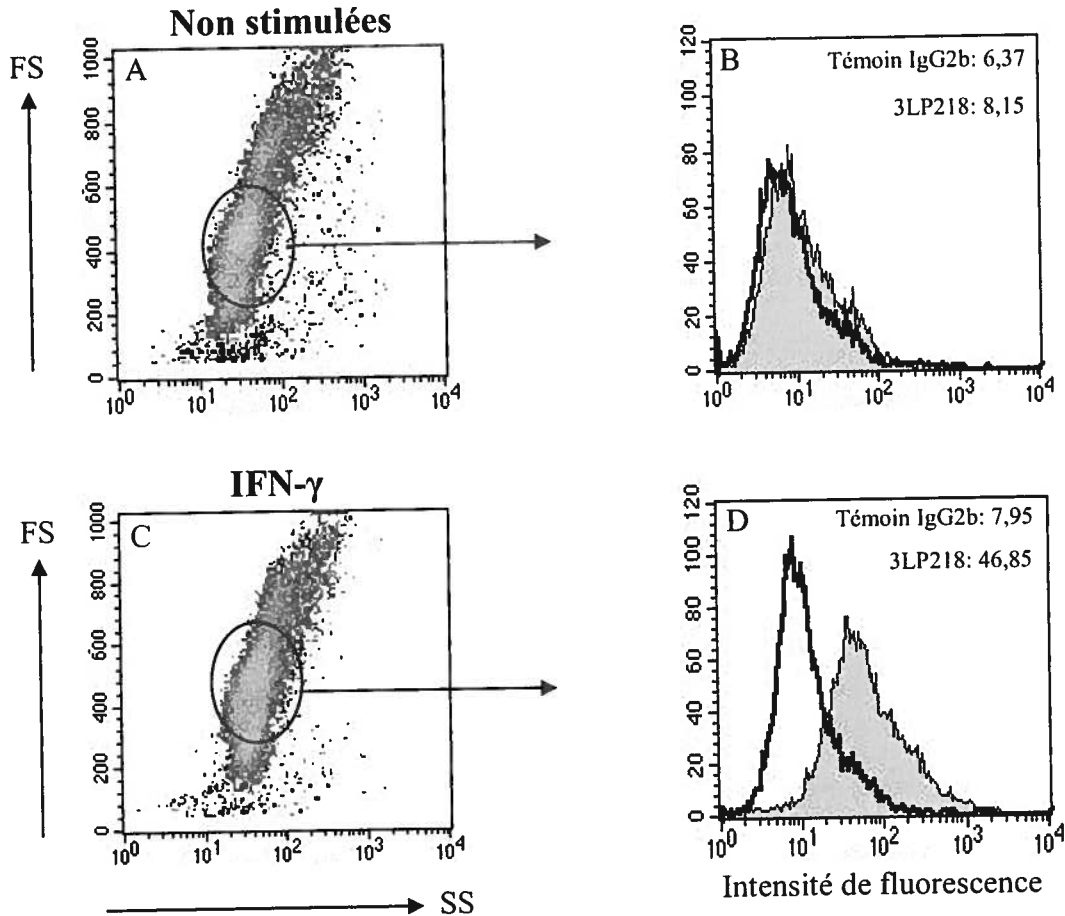 Non stimulées
FS
A
1000
800
600
400
200
0
10^0 10^1 10^2 10^3 10^4
B
Témoin IgG2b: 6,37
3LP218: 8,15
120
100
80
60
40
20
0
10^0 10^1 10^2 10^3 10^4
IFN-γ
FS
C
1000
800
600
400
200
0
10^0 10^1 10^2 10^3 10^4
SS
D
Témoin IgG2b: 7,95
3LP218: 46,85
120
100
80
60
40
20
0
10^0 10^1 10^2 10^3 10^4
Intensité de fluorescence